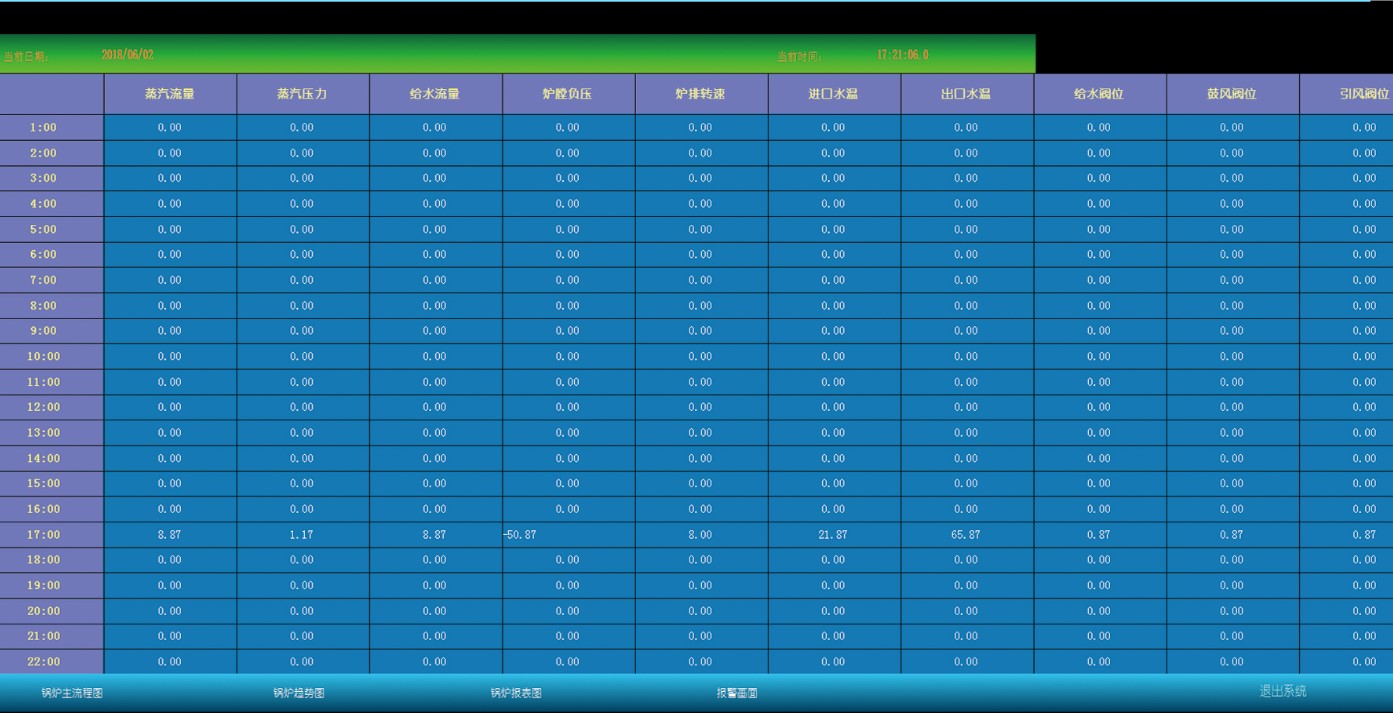 当前日期: 2018/06/02 当前时间: 17:21:06.0
蒸汽流量 蒸汽压力 给水流量 炉膛负压 炉排转速 进口水温 出口水温 给水阀位 鼓风阀位 引风阀位
1:00 0.00 0.00 0.00 0.00 0.00 0.00 0.00 0.00 0.00 0.00
2:00 0.00 0.00 0.00 0.00 0.00 0.00 0.00 0.00 0.00 0.00
3:00 0.00 0.00 0.00 0.00 0.00 0.00 0.00 0.00 0.00 0.00
4:00 0.00 0.00 0.00 0.00 0.00 0.00 0.00 0.00 0.00 0.00
5:00 0.00 0.00 0.00 0.00 0.00 0.00 0.00 0.00 0.00 0.00
6:00 0.00 0.00 0.00 0.00 0.00 0.00 0.00 0.00 0.00 0.00
7:00 0.00 0.00 0.00 0.00 0.00 0.00 0.00 0.00 0.00 0.00
8:00 0.00 0.00 0.00 0.00 0.00 0.00 0.00 0.00 0.00 0.00
9:00 0.00 0.00 0.00 0.00 0.00 0.00 0.00 0.00 0.00 0.00
10:00 0.00 0.00 0.00 0.00 0.00 0.00 0.00 0.00 0.00 0.00
11:00 0.00 0.00 0.00 0.00 0.00 0.00 0.00 0.00 0.00 0.00
12:00 0.00 0.00 0.00 0.00 0.00 0.00 0.00 0.00 0.00 0.00
13:00 0.00 0.00 0.00 0.00 0.00 0.00 0.00 0.00 0.00 0.00
14:00 0.00 0.00 0.00 0.00 0.00 0.00 0.00 0.00 0.00 0.00
15:00 0.00 0.00 0.00 0.00 0.00 0.00 0.00 0.00 0.00 0.00
16:00 0.00 0.00 0.00 0.00 0.00 0.00 0.00 0.00 0.00 0.00
17:00 8.87 1.17 8.87 -50.87 8.00 21.87 65.87 0.87 0.87 0.87
18:00 0.00 0.00 0.00 0.00 0.00 0.00 0.00 0.00 0.00 0.00
19:00 0.00 0.00 0.00 0.00 0.00 0.00 0.00 0.00 0.00 0.00
20:00 0.00 0.00 0.00 0.00 0.00 0.00 0.00 0.00 0.00 0.00
21:00 0.00 0.00 0.00 0.00 0.00 0.00 0.00 0.00 0.00 0.00
22:00 0.00 0.00 0.00 0.00 0.00 0.00 0.00 0.00 0.00 0.00
锅炉主流程图 锅炉趋势图 锅炉报表图 报警画面 退出系统